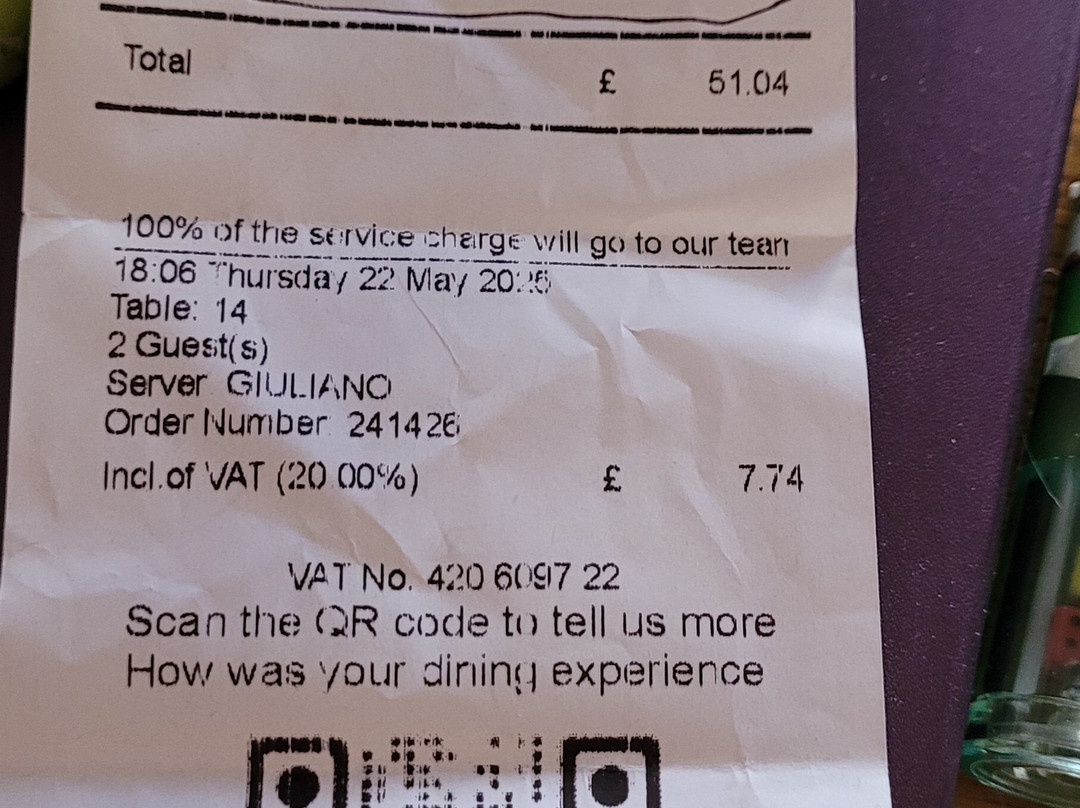 Total £ 51.04
100% of the service charge will go to our team
18:06 Thursday 22 May 2025
Table: 14
2 Guest(s)
Server GIULIANO
Order Number 241426
Incl.of VAT (20.00%) £ 7.74
VAT No. 420 6097 22
Scan the QR code to tell us more
How was your dining experience